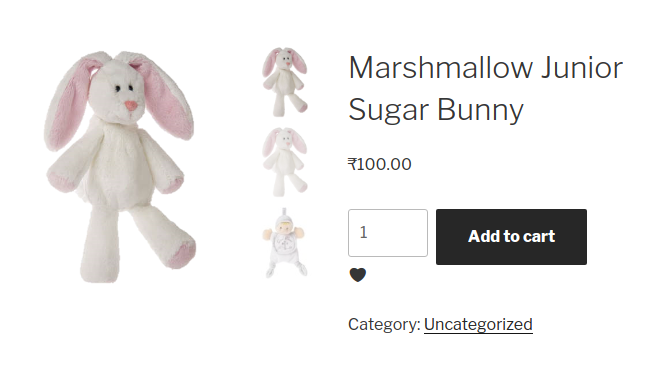 Marshmallow Junior
Sugar Bunny
₹100.00
1
Add to cart
Category: Uncategorized